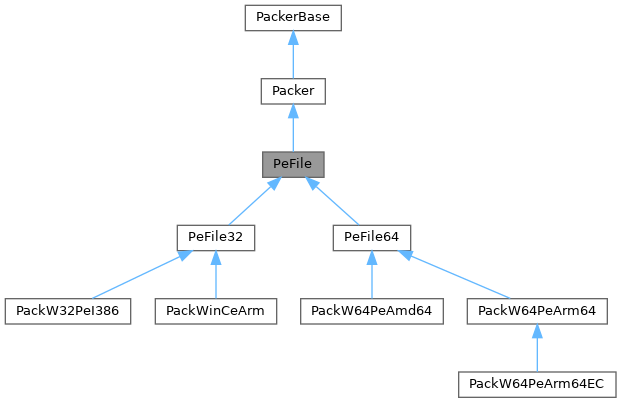 PackerBase
Packer
PeFile
PeFile32
PeFile64
PackW32PeI386
PackWinCeArm
PackW64PeAmd64
PackW64PeArm64
PackW64PeArm64EC